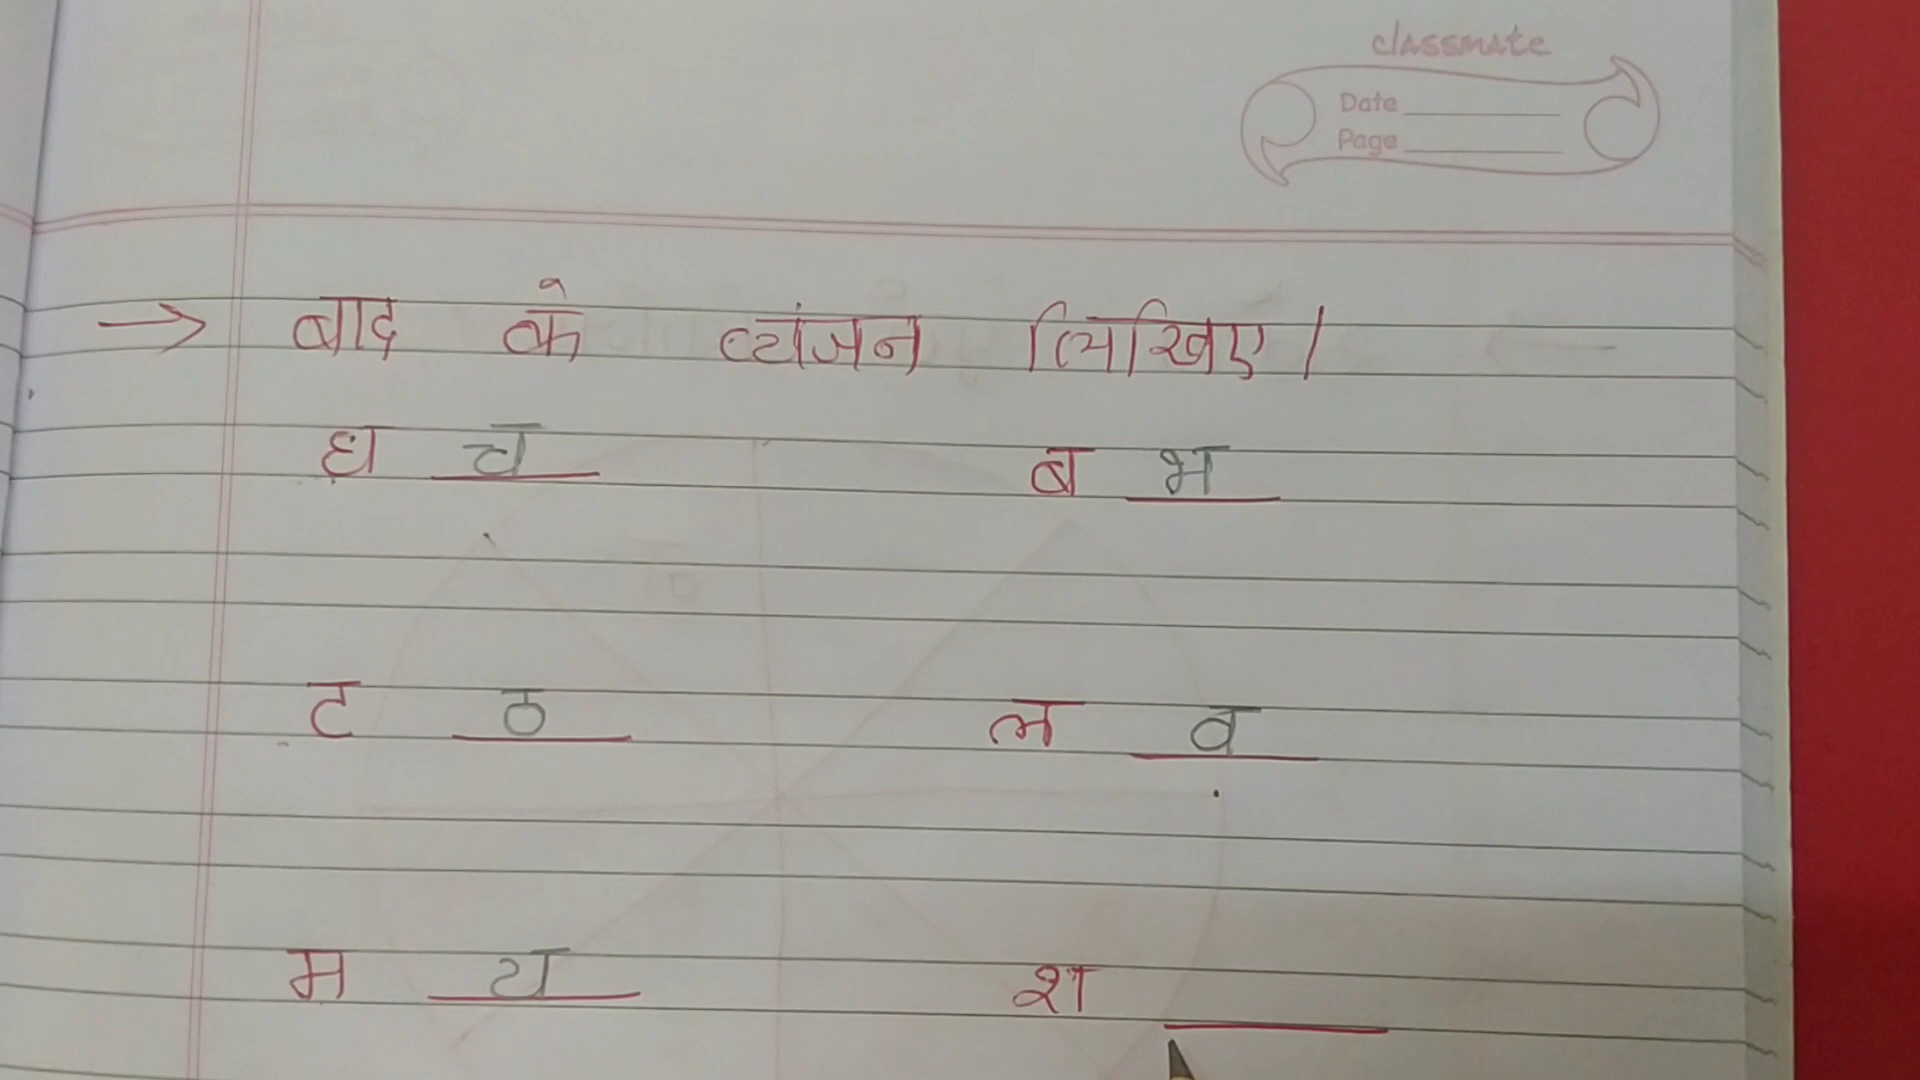 classmate
Date
Page
→ बाद के व्यंजन लिखिए।
घ च ब भ
ट ठ ल व
म य श